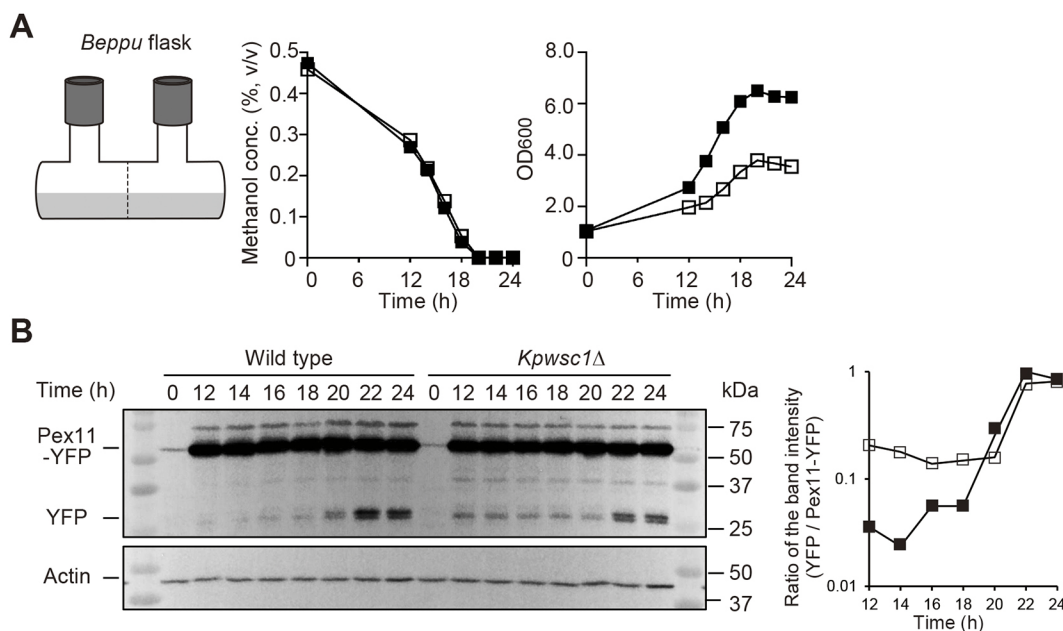 A
Beppu flask
Methanol conc. (%, v/v)
0.5
0.4
0.3
0.2
0.1
0
0 6 12 18 24
Time (h)
OD600
8.0
6.0
4.0
2.0
0
0 6 12 18 24
Time (h)
B
Wild type
Kpwsc1Δ
Time (h) 0 12 14 16 18 20 22 24 0 12 14 16 18 20 22 24 kDa
Pex11
-YFP
YFP
75
50
37
25
Actin
50
37
Ratio of the band intensity
(YFP / Pex11-YFP)
1
0.1
0.01
12 14 16 18 20 22 24
Time (h)